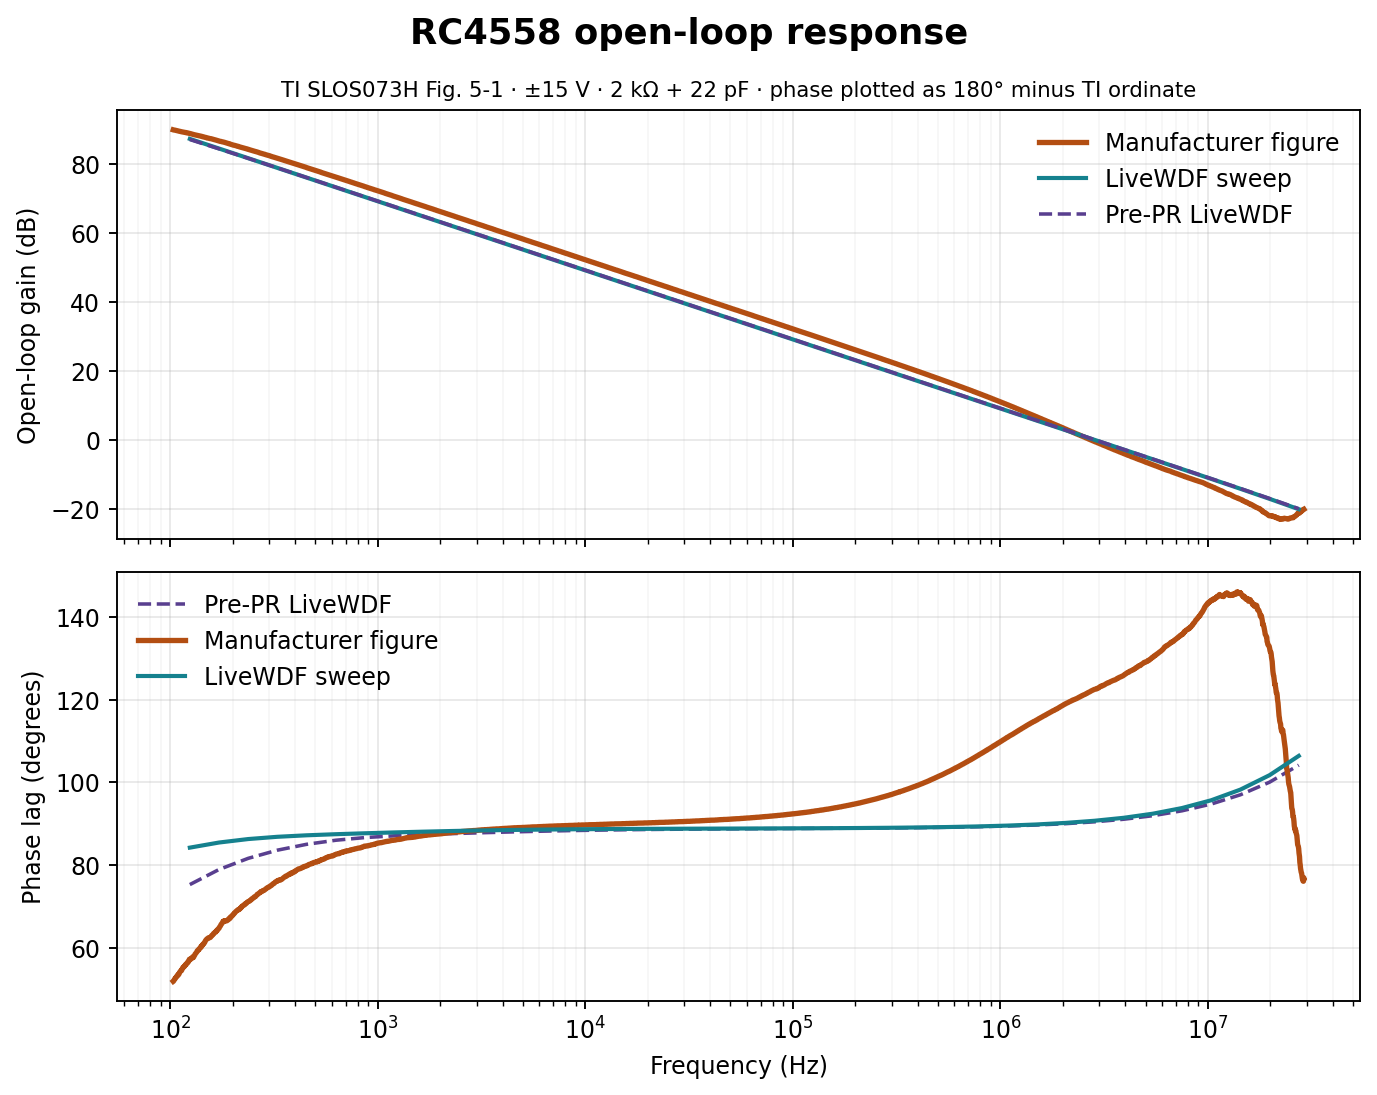 RC4558 open-loop response
TI SLOS073H Fig. 5-1 · ±15 V · 2 kΩ + 22 pF · phase plotted as 180° minus TI ordinate
Open-loop gain (dB)
80
60
40
20
0
−20
Manufacturer figure
LiveWDF sweep
Pre-PR LiveWDF
Phase lag (degrees)
140
120
100
80
60
Pre-PR LiveWDF
Manufacturer figure
LiveWDF sweep
10² 10³ 10⁴ 10⁵ 10⁶ 10⁷
Frequency (Hz)